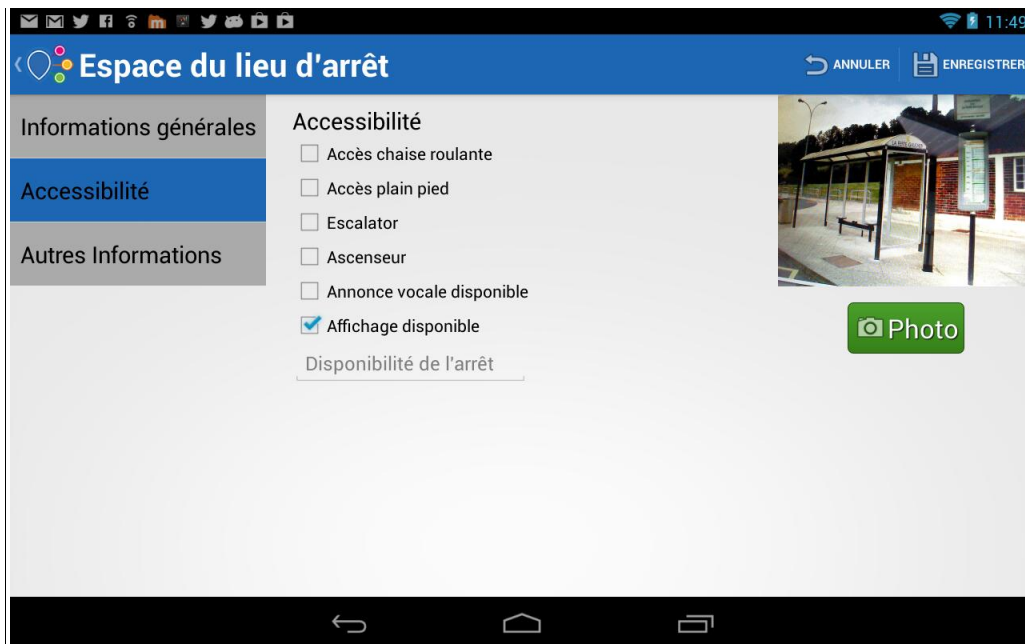 11:49
Espace du lieu d'arrêt
ANNULER
ENREGISTRER
Informations générales
Accessibilité
Autres Informations
Accessibilité
Accès chaise roulante
Accès plain pied
Escalator
Ascenseur
Annonce vocale disponible
Affichage disponible
Disponibilité de l'arrêt
Photo